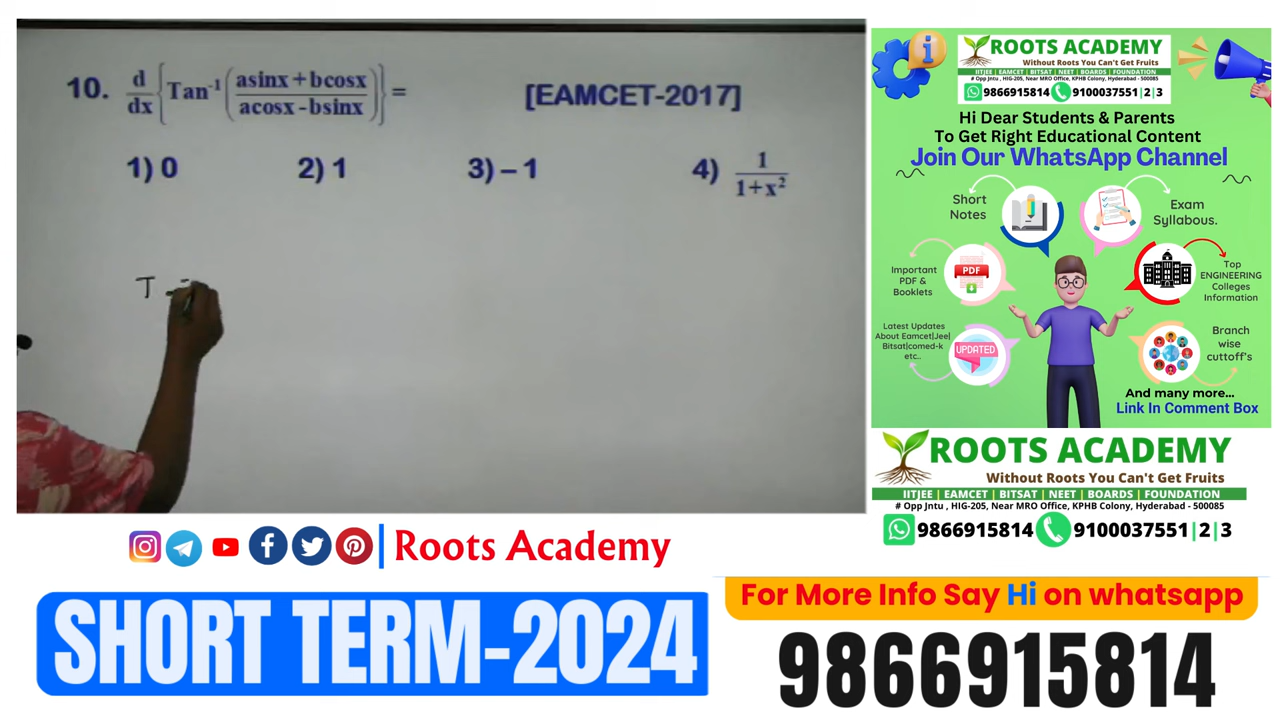 10. d/dx { Tan⁻¹ ( asinx + bcosx / acosx - bsinx ) } = [EAMCET-2017]
1) 0 2) 1 3) – 1 4) 1 / 1+x²
T
ROOTS ACADEMY
Without Roots You Can't Get Fruits
IITJEE | EAMCET | BITSAT | NEET | BOARDS | FOUNDATION
# Opp Jntu , HIG-205, Near MRO Office, KPHB Colony, Hyderabad - 500085
9866915814 9100037551|2|3
Hi Dear Students & Parents
To Get Right Educational Content
Join Our WhatsApp Channel
Short
Notes
Exam
Syllabous.
Important
PDF &
Booklets
PDF
Top
ENGINEERING
Colleges
Information
Latest Updates
About Eamcet|Jee|
Bitsat|comed-k
etc..
UPDATED
Branch
wise
cuttoff's
And many more...
Link In Comment Box
ROOTS ACADEMY
Without Roots You Can't Get Fruits
IITJEE | EAMCET | BITSAT | NEET | BOARDS | FOUNDATION
# Opp Jntu , HIG-205, Near MRO Office, KPHB Colony, Hyderabad - 500085
9866915814 9100037551|2|3
Roots Academy
SHORT TERM-2024
For More Info Say Hi on whatsapp
9866915814